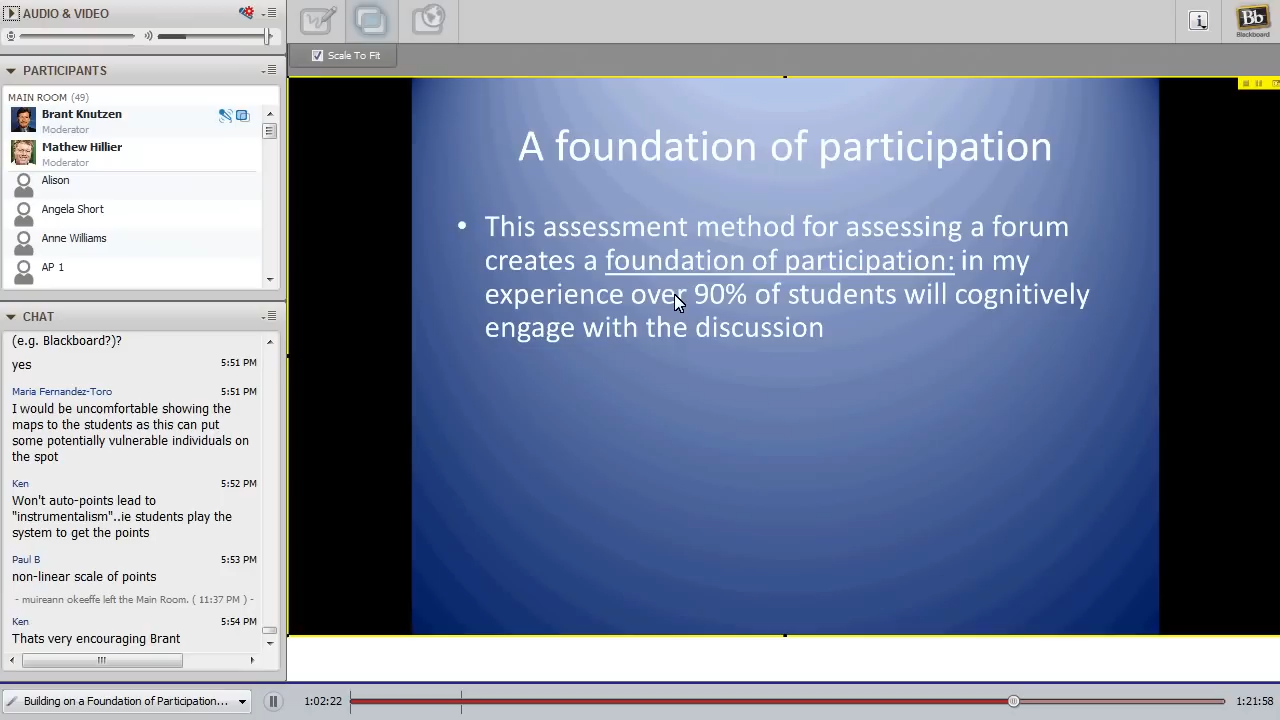 AUDIO & VIDEO
PARTICIPANTS
MAIN ROOM (49)
Brant Knutzen
Moderator
Mathew Hillier
Moderator
Alison
Angela Short
Anne Williams
AP 1
CHAT
(e.g. Blackboard?)?
yes 5:51 PM
Maria Fernandez-Toro 5:51 PM
I would be uncomfortable showing the
maps to the students as this can put
some potentially vulnerable individuals on
the spot
Ken 5:52 PM
Won't auto-points lead to
"instrumentalism"..ie students play the
system to get the points
Paul B 5:53 PM
non-linear scale of points
- muireann okeeffe left the Main Room. ( 11:37 PM ) -
Ken 5:54 PM
Thats very encouraging Brant
Building on a Foundation of Participation...
Scale To Fit
Bb
Blackboard
A foundation of participation
• This assessment method for assessing a forum
creates a foundation of participation: in my
experience over 90% of students will cognitively
engage with the discussion
1:02:22
1:21:58